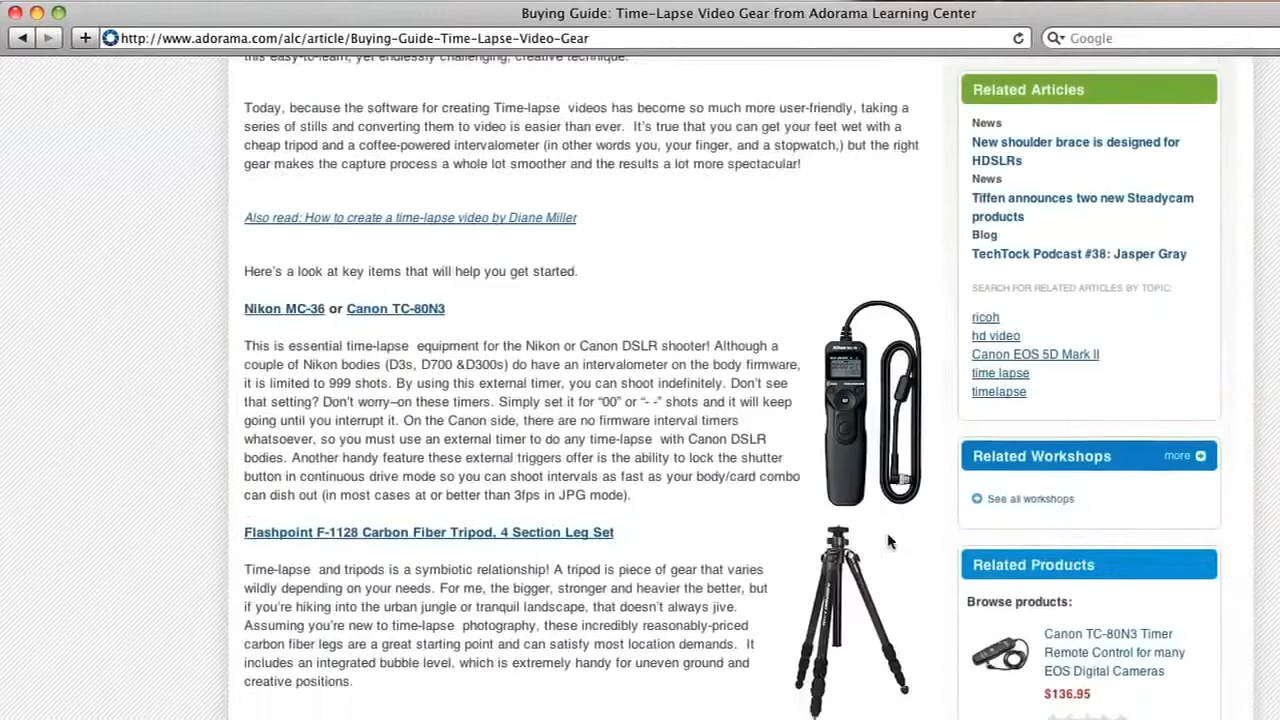 Buying Guide: Time-Lapse Video Gear from Adorama Learning Center
http://www.adorama.com/alc/article/Buying-Guide-Time-Lapse-Video-Gear
Google
this easy-to-learn, yet endlessly challenging, creative technique.
Today, because the software for creating Time-lapse videos has become so much more user-friendly, taking a
series of stills and converting them to video is easier than ever. It's true that you can get your feet wet with a
cheap tripod and a coffee-powered intervalometer (in other words you, your finger, and a stopwatch,) but the right
gear makes the capture process a whole lot smoother and the results a lot more spectacular!
Also read: How to create a time-lapse video by Diane Miller
Here's a look at key items that will help you get started.
Nikon MC-36 or Canon TC-80N3
This is essential time-lapse equipment for the Nikon or Canon DSLR shooter! Although a
couple of Nikon bodies (D3s, D700 &D300s) do have an intervalometer on the body firmware,
it is limited to 999 shots. By using this external timer, you can shoot indefinitely. Don't see
that setting? Don't worry–on these timers. Simply set it for “00” or “- -” shots and it will keep
going until you interrupt it. On the Canon side, there are no firmware interval timers
whatsoever, so you must use an external timer to do any time-lapse with Canon DSLR
bodies. Another handy feature these external triggers offer is the ability to lock the shutter
button in continuous drive mode so you can shoot intervals as fast as your body/card combo
can dish out (in most cases at or better than 3fps in JPG mode).
Flashpoint F-1128 Carbon Fiber Tripod, 4 Section Leg Set
Time-lapse and tripods is a symbiotic relationship! A tripod is piece of gear that varies
wildly depending on your needs. For me, the bigger, stronger and heavier the better, but
if you're hiking into the urban jungle or tranquil landscape, that doesn't always jive.
Assuming you're new to time-lapse photography, these incredibly reasonably-priced
carbon fiber legs are a great starting point and can satisfy most location demands. It
includes an integrated bubble level, which is extremely handy for uneven ground and
creative positions.
Related Articles
News
New shoulder brace is designed for
HDSLRs
News
Tiffen announces two new Steadycam
products
Blog
TechTock Podcast #38: Jasper Gray
SEARCH FOR RELATED ARTICLES BY TOPIC:
ricoh
hd video
Canon EOS 5D Mark II
time lapse
timelapse
Related Workshops more
See all workshops
Related Products
Browse products:
Canon TC-80N3 Timer
Remote Control for many
EOS Digital Cameras
$136.95